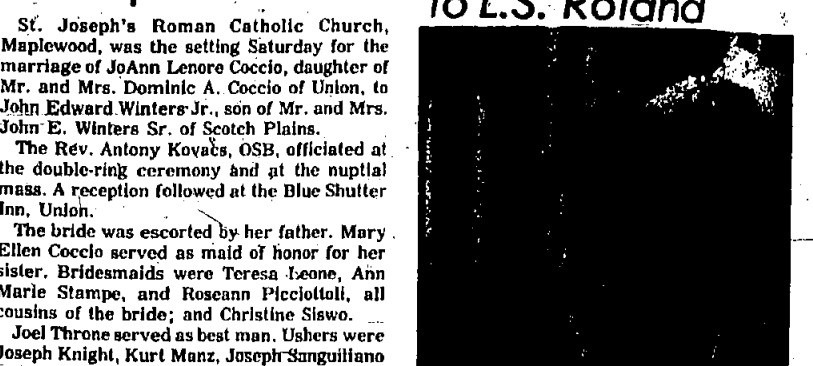 to L.S. Roland
St. Joseph's Roman Catholic Church,
Maplewood, was the setting Saturday for the
marriage of JoAnn Lenore Coccio, daughter of
Mr. and Mrs. Dominic A. Coccio of Union, to
John Edward Winters Jr., son of Mr. and Mrs.
John E. Winters Sr. of Scotch Plains.
The Rev. Antony Kovacs, OSB, officiated at
the double-ring ceremony and at the nuptial
mass. A reception followed at the Blue Shutter
Inn, Union.
The bride was escorted by her father. Mary
Ellen Coccio served as maid of honor for her
sister. Bridesmaids were Teresa Leone, Ann
Marie Stampe, and Roseann Picciottoli, all
cousins of the bride; and Christine Siswo.
Joel Throne served as best man. Ushers were
Joseph Knight, Kurt Manz, Joseph Sanguiliano